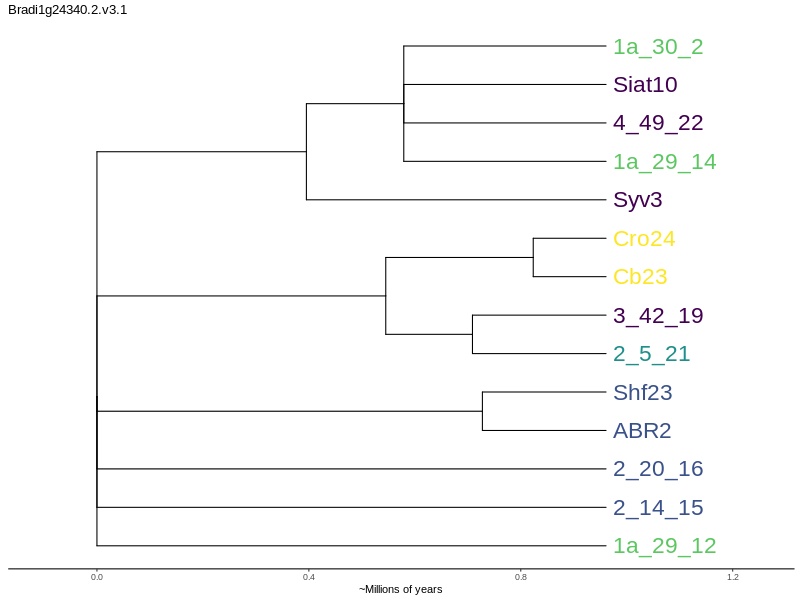 Bradi1g24340.2.v3.1
1a_30_2
Siat10
4_49_22
1a_29_14
Syv3
Cro24
Cb23
3_42_19
2_5_21
Shf23
ABR2
2_20_16
2_14_15
1a_29_12
0.0 0.4 0.8 1.2
~Millions of years